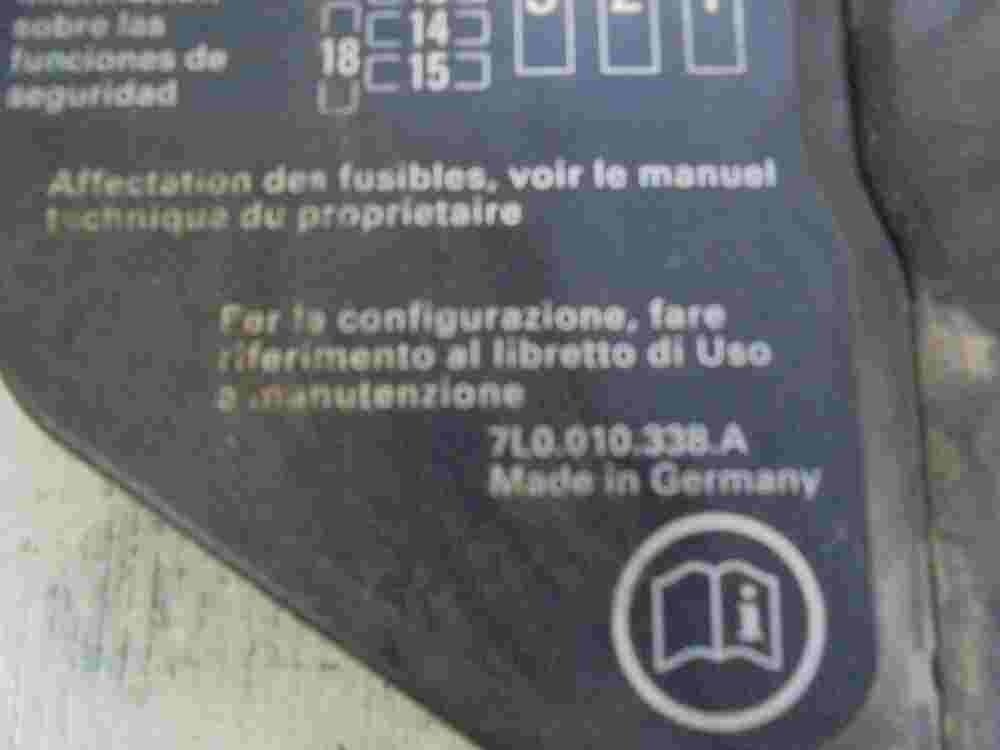 sobre las
funciones de
seguridad
14
18
15
Affectation des fusibles, voir le manuel
technique du proprietaire
Per la configurazione, fare
riferimento al libretto di Uso
e manutenzione
7L0.010.338.A
Made in Germany
i